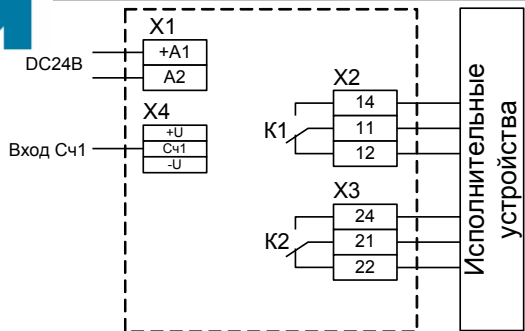 X1
+A1
DC24В
A2
X4
+U
Вход Сч1
Сч1
-U
X2
14
К1
11
12
X3
24
К2
21
22
Исполнительные
устройства